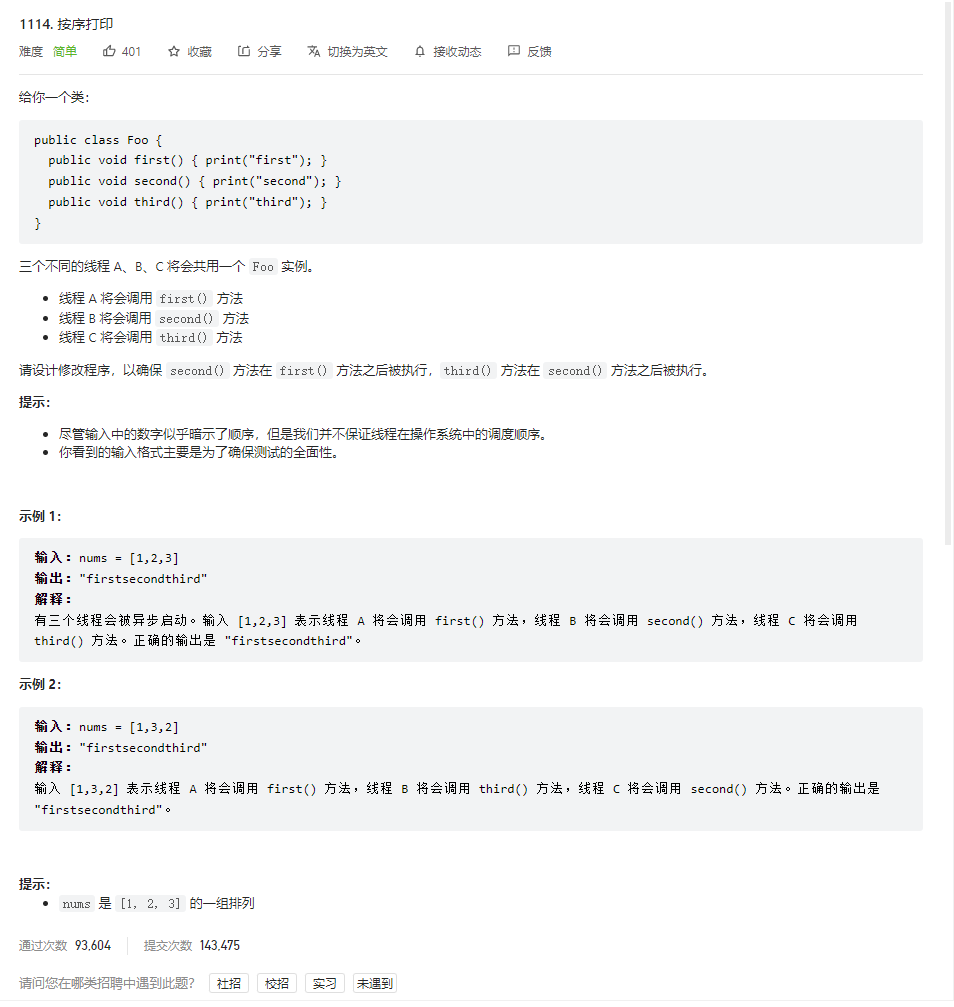 1114. 按序打印
难度 简单 401 收藏 分享 切换为英文 接收动态 反馈
给你一个类：
public class Foo {
  public void first() { print("first"); }
  public void second() { print("second"); }
  public void third() { print("third"); }
}
三个不同的线程 A、B、C 将会共用一个 Foo 实例。
• 线程 A 将会调用 first() 方法
• 线程 B 将会调用 second() 方法
• 线程 C 将会调用 third() 方法
请设计修改程序，以确保 second() 方法在 first() 方法之后被执行，third() 方法在 second() 方法之后被执行。
提示：
• 尽管输入中的数字似乎暗示了顺序，但是我们并不保证线程在操作系统中的调度顺序。
• 你看到的输入格式主要是为了确保测试的全面性。
示例 1：
输入：nums = [1,2,3]
输出："firstsecondthird"
解释：
有三个线程会被异步启动。输入 [1,2,3] 表示线程 A 将会调用 first() 方法，线程 B 将会调用 second() 方法，线程 C 将会调用
third() 方法。正确的输出是 "firstsecondthird"。
示例 2：
输入：nums = [1,3,2]
输出："firstsecondthird"
解释：
输入 [1,3,2] 表示线程 A 将会调用 first() 方法，线程 B 将会调用 third() 方法，线程 C 将会调用 second() 方法。正确的输出是
"firstsecondthird"。
提示：
• nums 是 [1, 2, 3] 的一组排列
通过次数 93,604 提交次数 143,475
请问您在哪类招聘中遇到此题？ 社招 校招 实习 未遇到